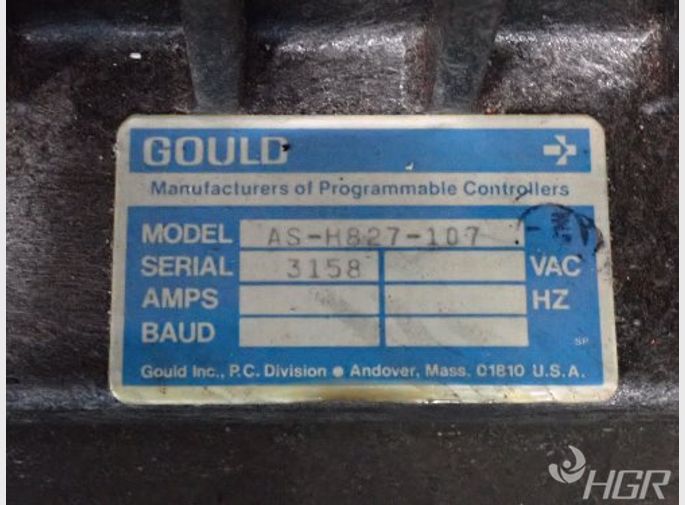 GOULD
Manufacturers of Programmable Controllers
MODEL AS-H827-107
SERIAL 3158 VAC
AMPS HZ
BAUD
SP
Gould Inc., P.C. Division • Andover, Mass. 01810 U.S.A.
HGR